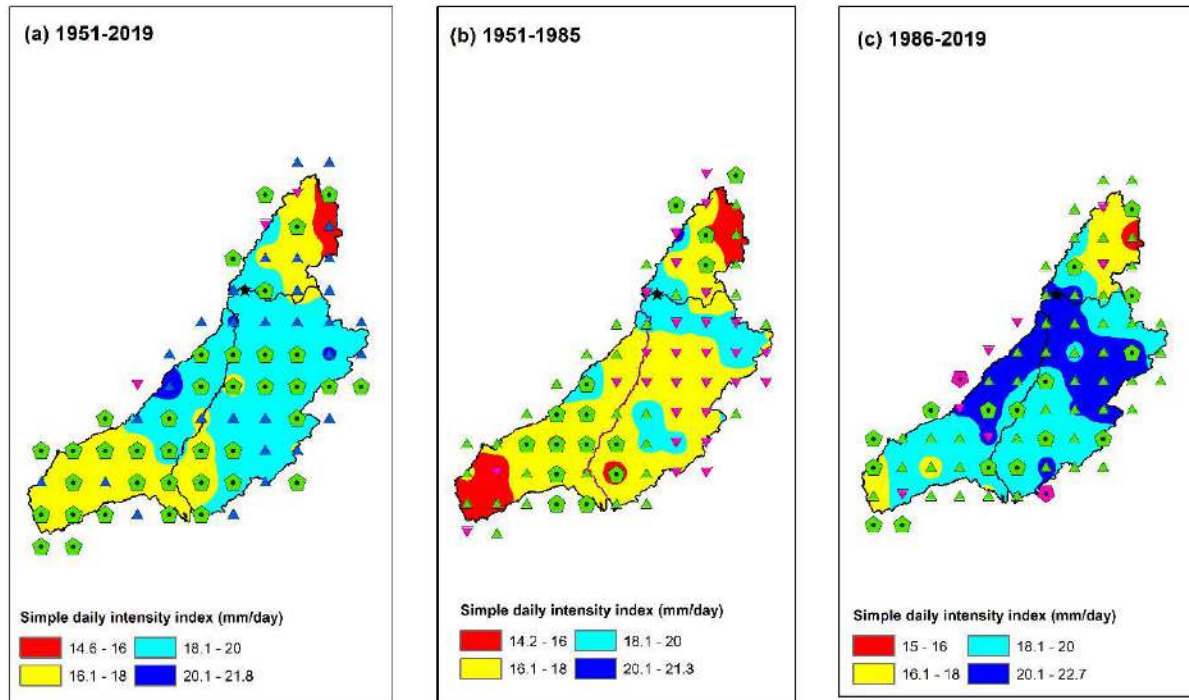 (a) 1951-2019
Simple daily intensity index (mm/day)
14.6 - 16
18.1 - 20
16.1 - 18
20.1 - 21.8
(b) 1951-1985
Simple daily intensity index (mm/day)
14.2 - 16
18.1 - 20
16.1 - 18
20.1 - 21.3
(c) 1986-2019
Simple daily intensity index (mm/day)
15 - 16
18.1 - 20
16.1 - 18
20.1 - 22.7